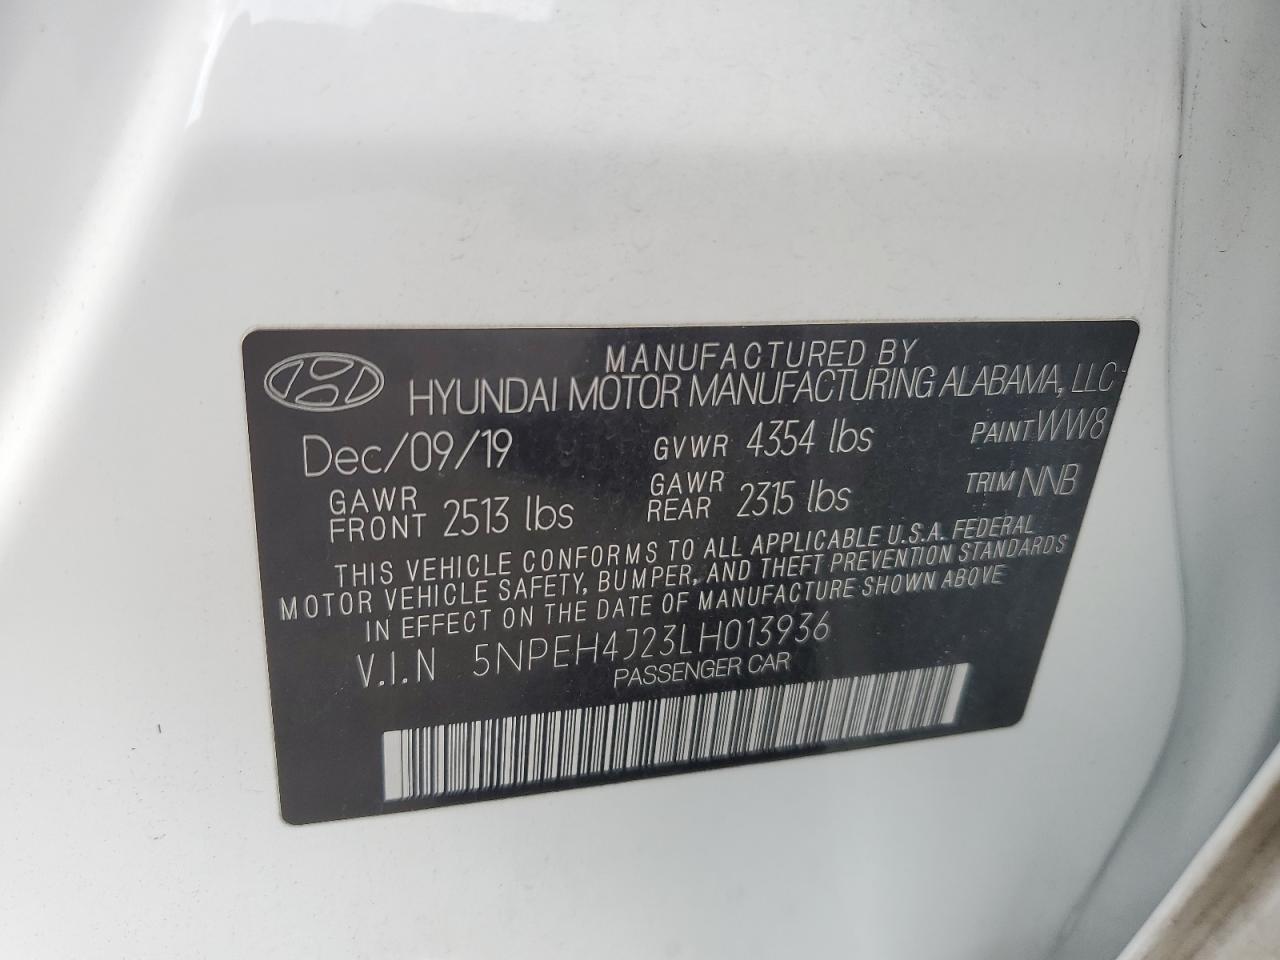 MANUFACTURED BY
HYUNDAI MOTOR MANUFACTURING ALABAMA, LLC
Dec/09/19 GVWR 4354 lbs PAINT WW8
GAWR FRONT 2513 lbs GAWR REAR 2315 lbs TRIM NNB
THIS VEHICLE CONFORMS TO ALL APPLICABLE U.S.A. FEDERAL
MOTOR VEHICLE SAFETY, BUMPER, AND THEFT PREVENTION STANDARDS
IN EFFECT ON THE DATE OF MANUFACTURE SHOWN ABOVE
V.I.N 5NPEH4J23LH013936
PASSENGER CAR